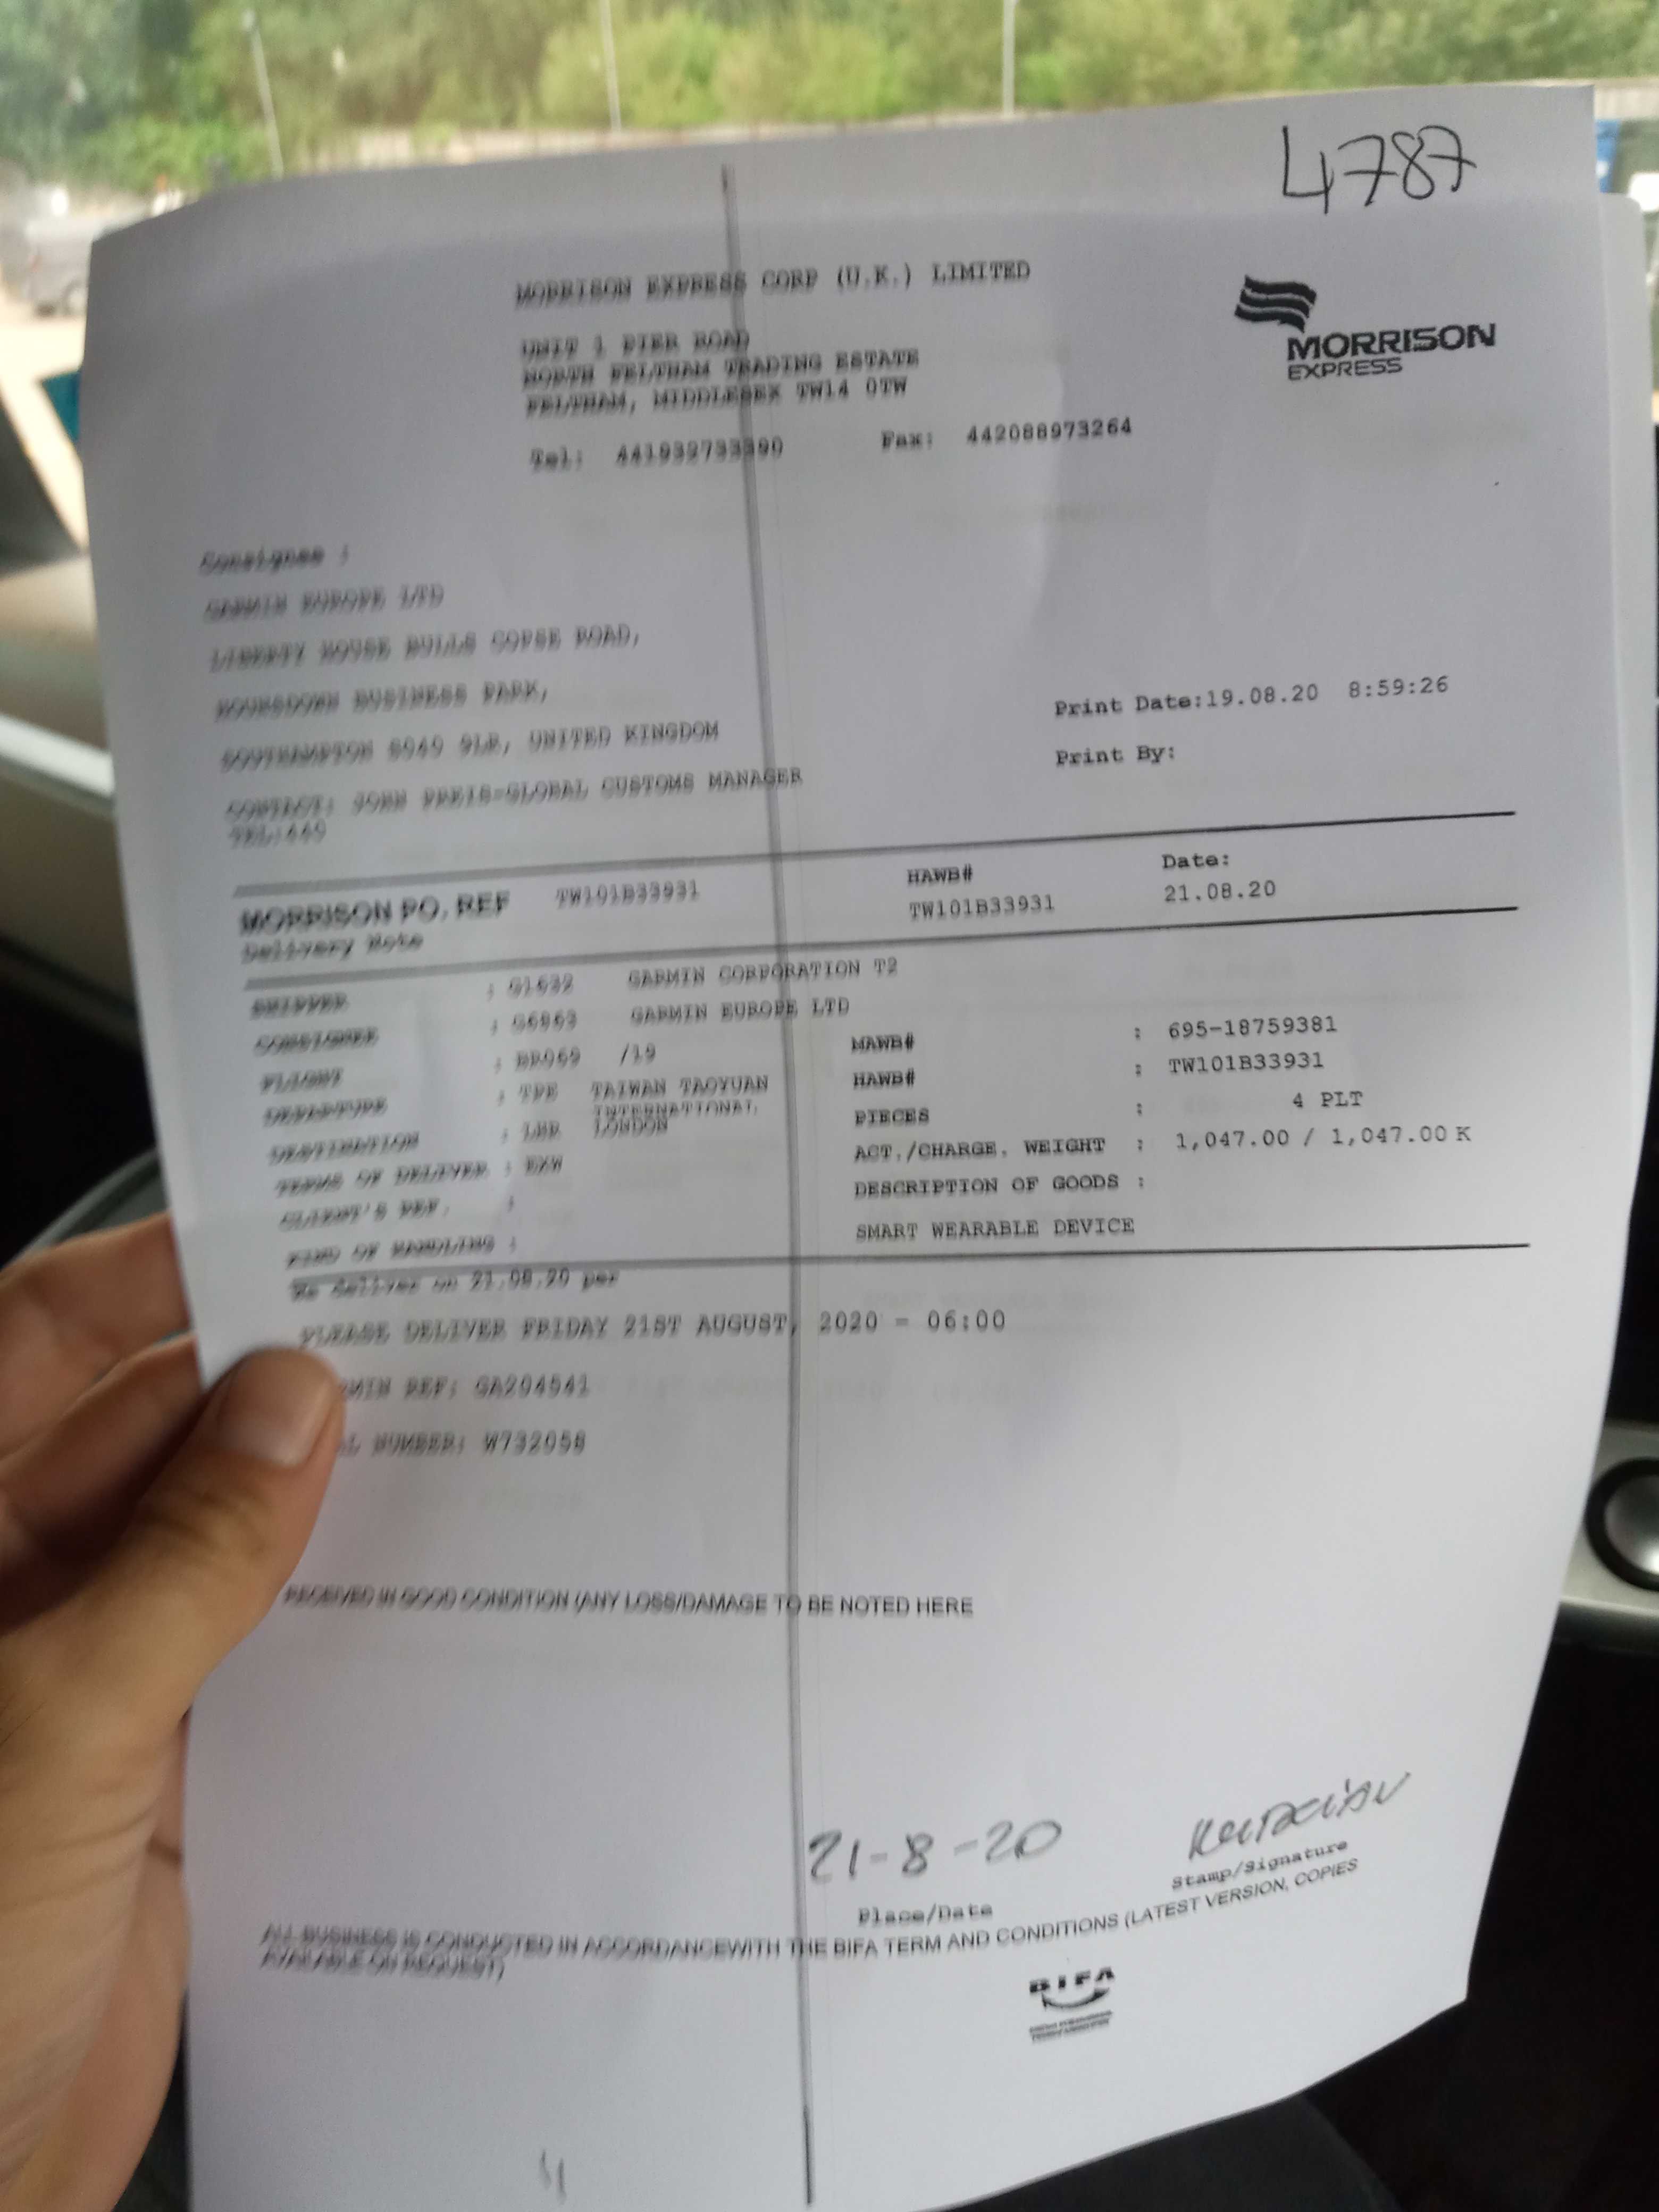 4787
MORRISON EXPRESS CORP (U.K.) LIMITED
MORRISON
EXPRESS
UNIT 1 PIER ROAD
NORTH FELTHAM TRADING ESTATE
FELTHAM, MIDDLESEX TW14 0TW
Tel: 441932733390 Fax: 442088973264
Consignee :
GARMIN EUROPE LTD
LIBERTY HOUSE BULLS COPSE ROAD,
HOUNSDOWN BUSINESS PARK,
SOUTHAMPTON SO40 9LR, UNITED KINGDOM
CONTACT: JOHN PREIS-GLOBAL CUSTOMS MANAGER
TEL:449
Print Date:19.08.20 8:59:26
Print By:
MORRISON PO. REF TW101B33931 HAWB# TW101B33931 Date: 21.08.20
Delivery Note
SHIPPER : G1632 GARMIN CORPORATION T2
CONSIGNEE : G6963 GARMIN EUROPE LTD
FLIGHT : BR069 /19 MAWB# : 695-18759381
DEPARTURE : TPE TAIWAN TAOYUAN INTERNATIONAL HAWB# : TW101B33931
DESTINATION : LHR LONDON PIECES : 4 PLT
TERMS OF DELIVER : EXW ACT./CHARGE. WEIGHT : 1,047.00 / 1,047.00 K
CLIENT'S REF. : DESCRIPTION OF GOODS :
KIND OF HANDLING : SMART WEARABLE DEVICE
We deliver on 21.08.20 per
PLEASE DELIVER FRIDAY 21ST AUGUST, 2020 - 06:00
MIN REF: GA204541
L NUMBER: W732058
RECEIVED IN GOOD CONDITION (ANY LOSS/DAMAGE TO BE NOTED HERE
21-8-20
Place/Date
Stamp/Signature
ALL BUSINESS IS CONDUCTED IN ACCORDANCEWITH THE BIFA TERM AND CONDITIONS (LATEST VERSION, COPIES
AVAILABLE ON REQUEST)
BIFA